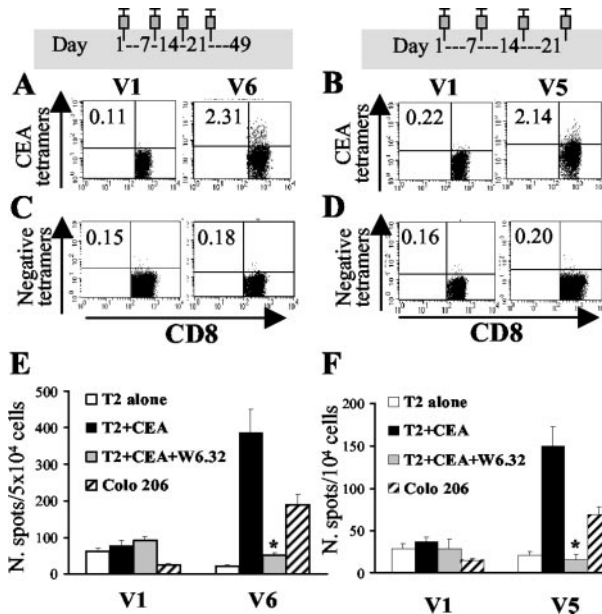 Day 1--7-14-21---49
Day 1---7---14---21
A V1 V6
B V1 V5
CEA tetramers
0.11
2.31
CEA tetramers
0.22
2.14
C
D
Negative tetramers
0.15
0.18
Negative tetramers
0.16
0.20
CD8
CD8
E
N. spots/5x10⁴ cells
500
400
300
200
100
0
T2 alone
T2+CEA
T2+CEA+W6.32
Colo 206
*
V1 V6
F
N. spots/10⁴ cells
200
150
100
50
0
T2 alone
T2+CEA
T2+CEA+W6.32
Colo 206
*
V1 V5